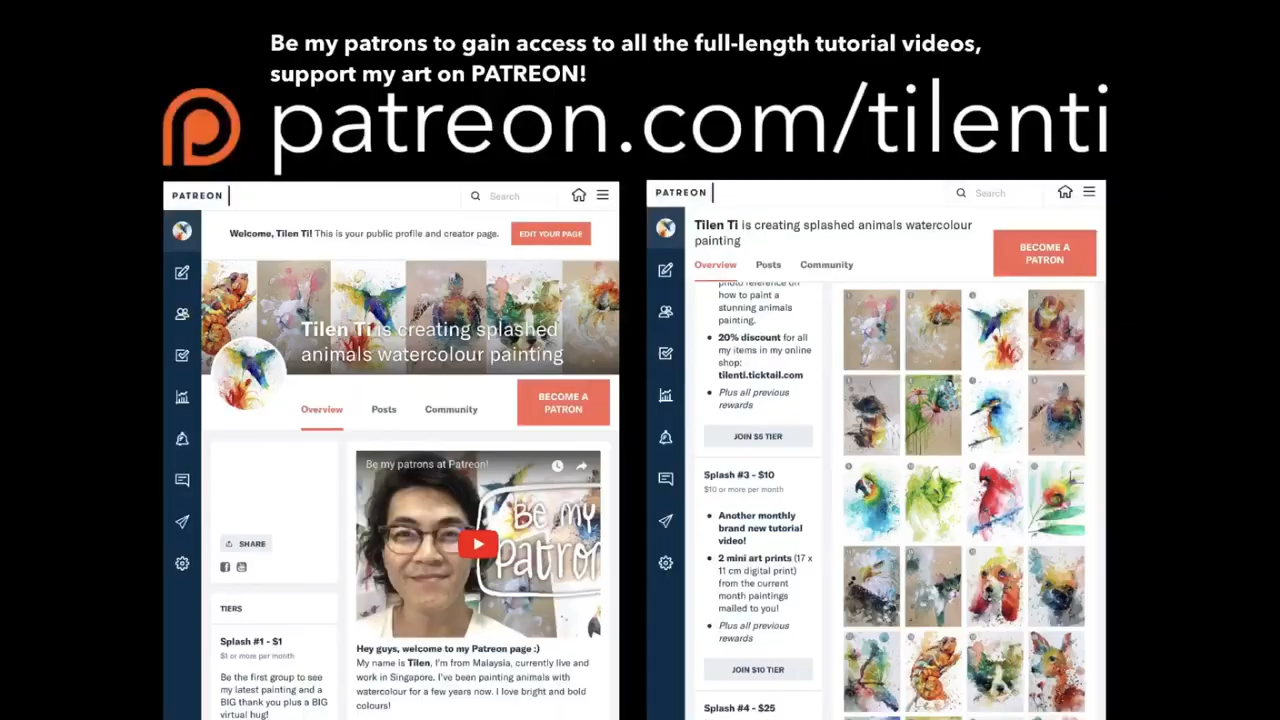 Be my patrons to gain access to all the full-length tutorial videos,
support my art on PATREON!
patreon.com/tilenti
PATREON
Search
Welcome, Tilen Ti! This is your public profile and creator page.
EDIT YOUR PAGE
Tilen Ti is creating splashed
animals watercolour painting
Overview
Posts
Community
BECOME A
PATRON
SHARE
TIERS
Splash #1 - $1
$1 or more per month
Be the first group to see
my latest painting and a
BIG thank you plus a BIG
virtual hug!
Be my patrons at Patreon!
Be my
Patron
Hey guys, welcome to my Patreon page :)
My name is Tilen, I'm from Malaysia, currently live and
work in Singapore. I've been painting animals with
watercolour for a few years now. I love bright and bold
colours!
PATREON
Search
Tilen Ti is creating splashed animals watercolour
painting
BECOME A
PATRON
Overview
Posts
Community
photo reference on
how to paint a
stunning animals
painting.
20% discount for all
my items in my online
shop:
tilenti.ticktail.com
Plus all previous
rewards
JOIN $5 TIER
Splash #3 - $10
$10 or more per month
Another monthly
brand new tutorial
video!
2 mini art prints (17 x
11 cm digital print)
from the current
month paintings
mailed to you!
Plus all previous
rewards
JOIN $10 TIER
Splash #4 - $25